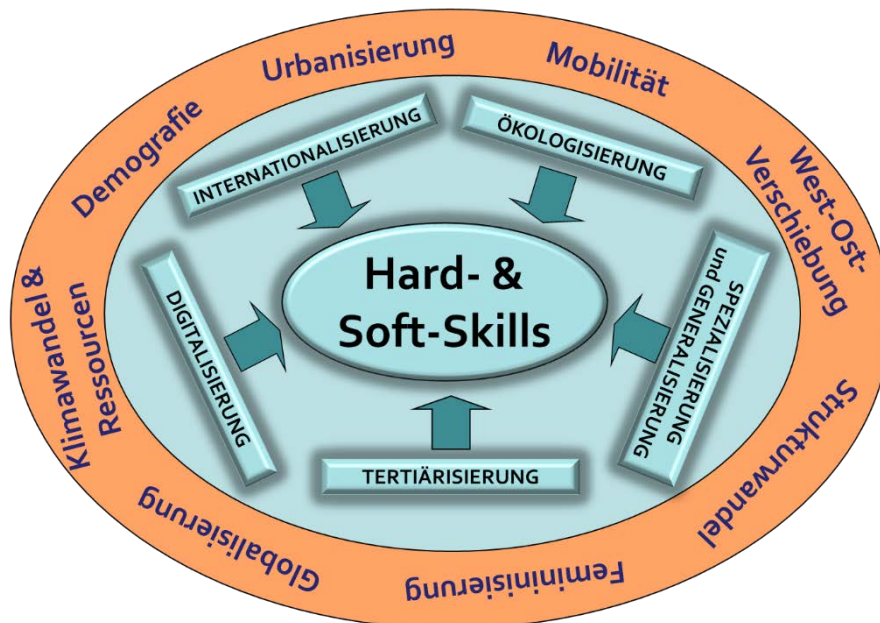 Urbanisierung
Mobilität
West-Ost-
Verschiebung
Strukturwandel
Femininisierung
Globalisierung
Klimawandel &
Ressourcen
Demografie
INTERNATIONALISIERUNG
ÖKOLOGISIERUNG
SPEZIALISIERUNG
und GENERALISIERUNG
TERTIÄRISIERUNG
DIGITALISIERUNG
Hard- &
Soft-Skills